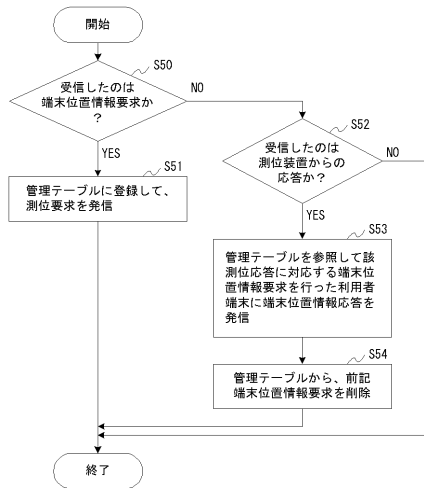 開始
S50
受信したのは
端末位置情報要求か
？
NO
YES
S51
管理テーブルに登録して、
測位要求を発信
S52
受信したのは
測位装置からの
応答か？
NO
YES
S53
管理テーブルを参照して該
測位応答に対応する端末位
置情報要求を行った利用者
端末に端末位置情報応答を
発信
S54
管理テーブルから、前記
端末位置情報要求を削除
終了